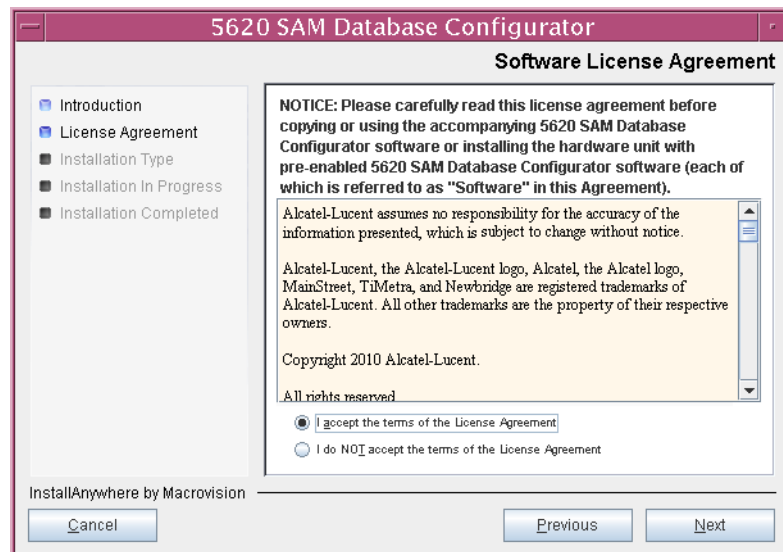 5620 SAM Database Configurator
Software License Agreement
Introduction
License Agreement
Installation Type
Installation In Progress
Installation Completed
NOTICE: Please carefully read this license agreement before
copying or using the accompanying 5620 SAM Database
Configurator software or installing the hardware unit with
pre-enabled 5620 SAM Database Configurator software (each of
which is referred to as "Software" in this Agreement).
Alcatel-Lucent assumes no responsibility for the accuracy of the
information presented, which is subject to change without notice.
Alcatel-Lucent, the Alcatel-Lucent logo, Alcatel, the Alcatel logo,
MainStreet, TiMetra, and Newbridge are registered trademarks of
Alcatel-Lucent. All other trademarks are the property of their respective
owners.
Copyright 2010 Alcatel-Lucent.
All rights reserved
I accept the terms of the License Agreement
I do NOT accept the terms of the License Agreement
InstallAnywhere by Macrovision
Cancel
Previous
Next